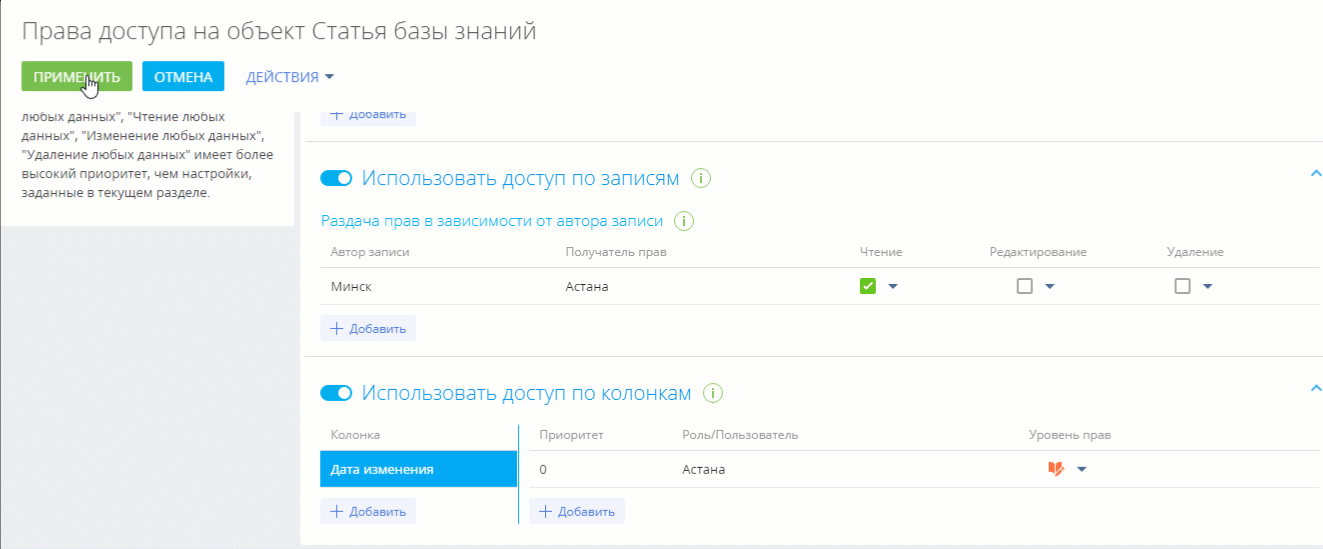 Права доступа на объект Статья базы знаний
ПРИМЕНИТЬ ОТМЕНА ДЕЙСТВИЯ
любых данных", "Чтение любых
данных", "Изменение любых данных",
"Удаление любых данных" имеет более
высокий приоритет, чем настройки,
заданные в текущем разделе.
Добавить
Использовать доступ по записям
Раздача прав в зависимости от автора записи
Автор записи Получатель прав Чтение Редактирование Удаление
Минск Астана
Добавить
Использовать доступ по колонкам
Колонка Приоритет Роль/Пользователь Уровень прав
Дата изменения 0 Астана
Добавить Добавить